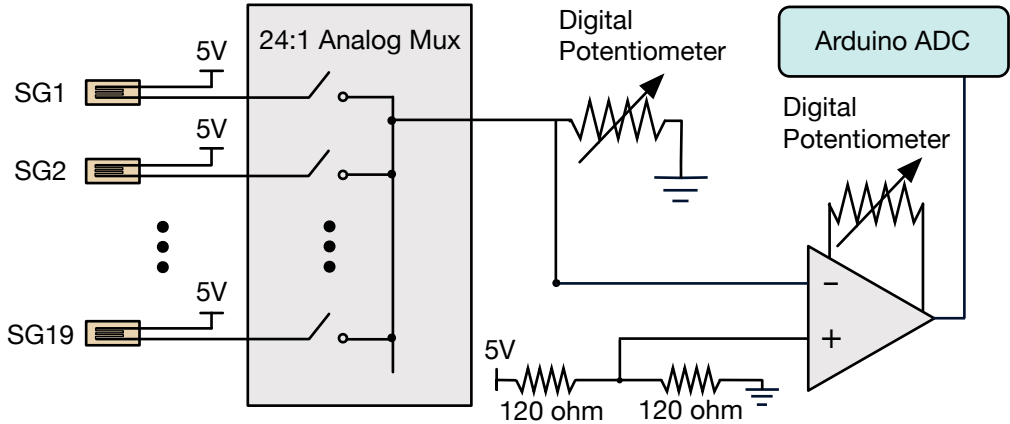 24:1 Analog Mux
5V
SG1
5V
SG2
5V
SG19
Digital
Potentiometer
Arduino ADC
Digital
Potentiometer
−
+
5V
120 ohm
120 ohm